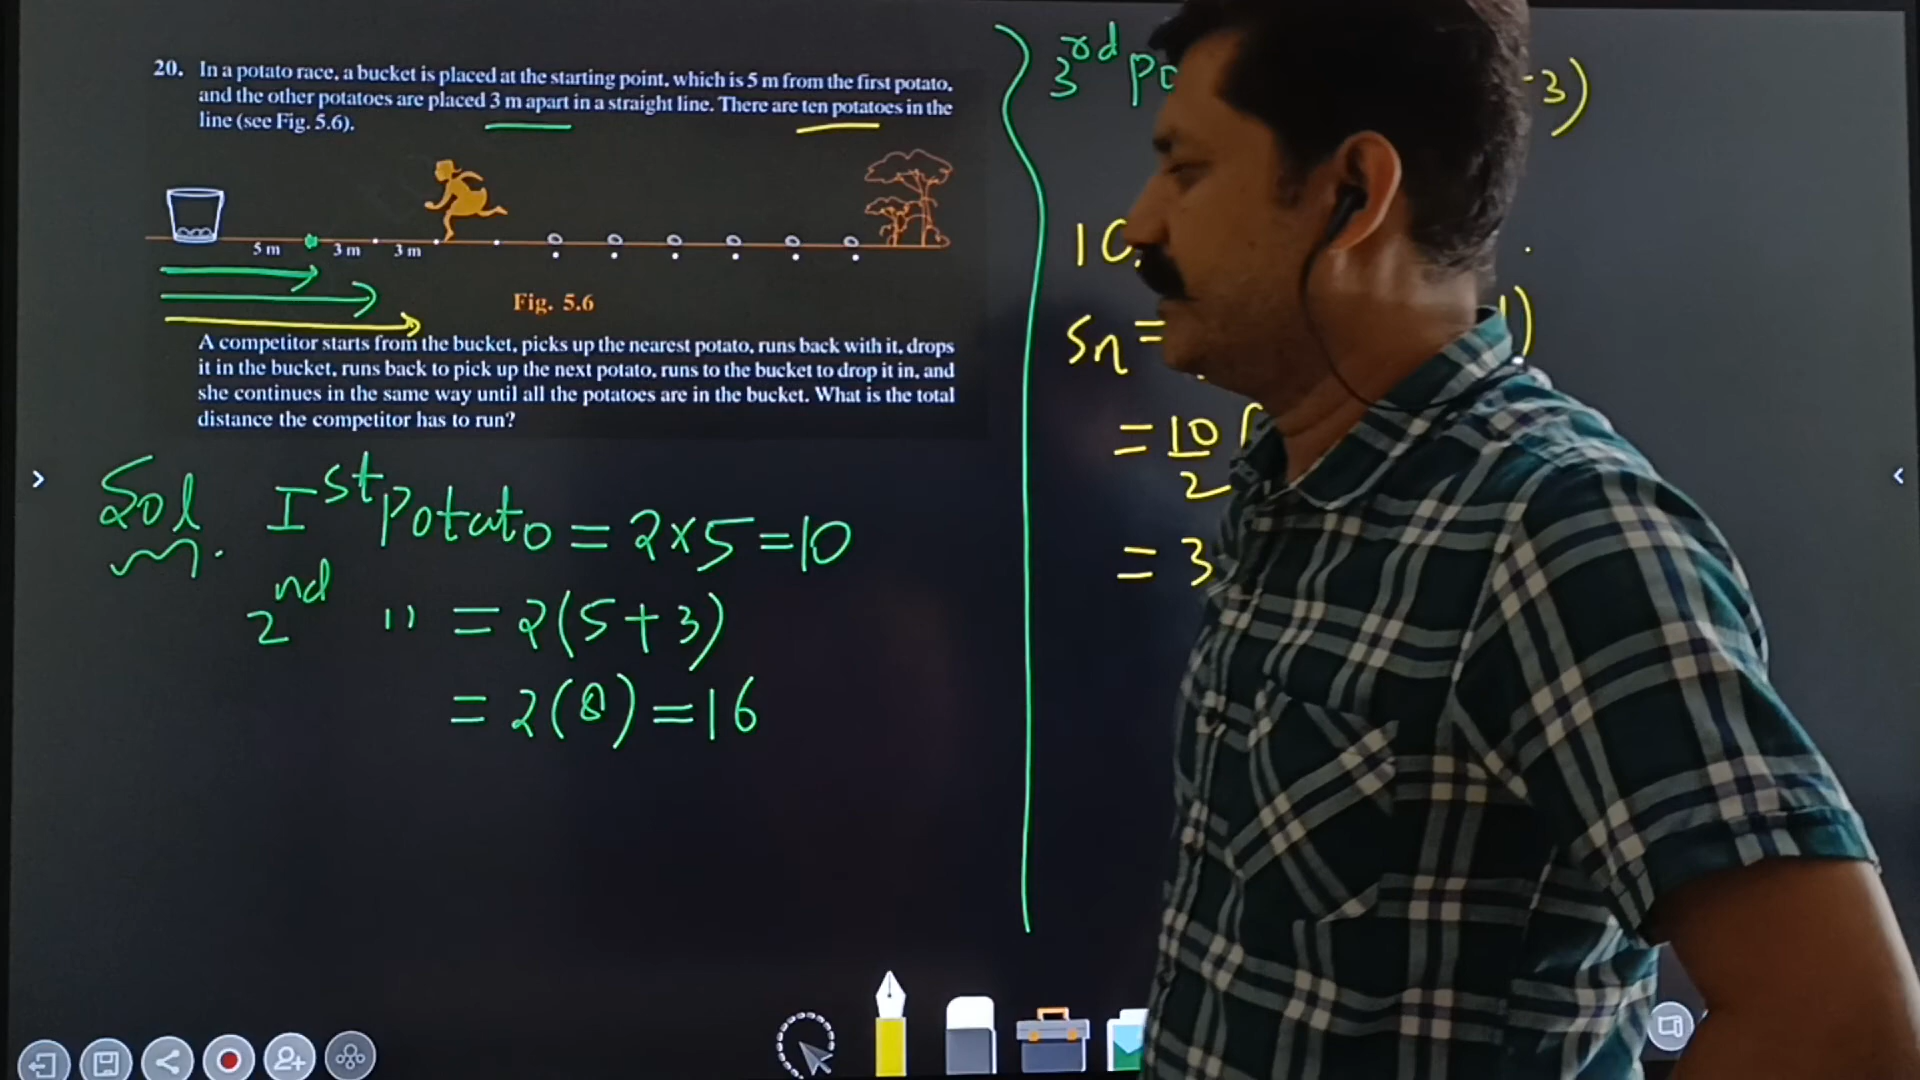 20. In a potato race, a bucket is placed at the starting point, which is 5 m from the first potato,
and the other potatoes are placed 3 m apart in a straight line. There are ten potatoes in the
line (see Fig. 5.6).
5 m 3 m 3 m
Fig. 5.6
A competitor starts from the bucket, picks up the nearest potato, runs back with it, drops
it in the bucket, runs back to pick up the next potato, runs to the bucket to drop it in, and
she continues in the same way until all the potatoes are in the bucket. What is the total
distance the competitor has to run?
Sol. Ist Potato = 2×5 = 10
2nd " = 2(5+3)
= 2(8) = 16
3rd
Sn =
= 10/2
= 3